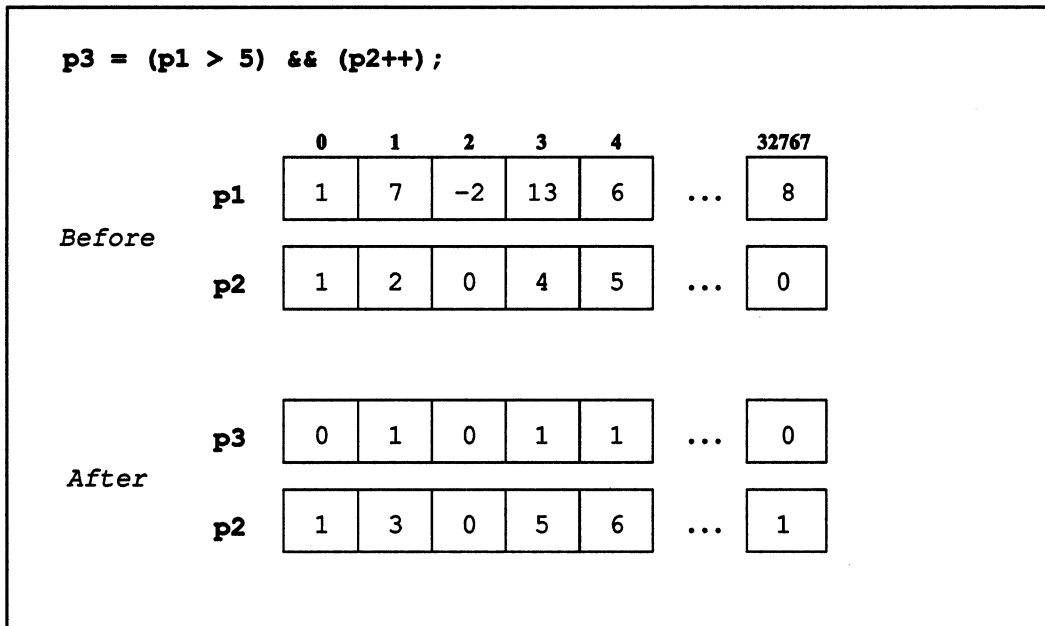 p3 = (p1 > 5) && (p2++);
0 1 2 3 4 32767
p1 1 7 -2 13 6 ... 8
Before
p2 1 2 0 4 5 ... 0
p3 0 1 0 1 1 ... 0
After
p2 1 3 0 5 6 ... 1